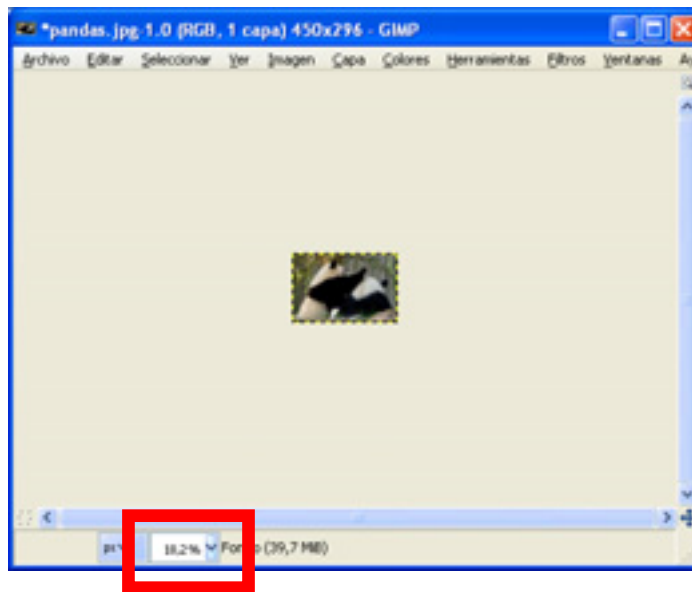 *pandas.jpg-1.0 (RGB, 1 capa) 450x296 - GIMP
Archivo Editar Seleccionar Ver Imagen Capa Colores Herramientas Filtros Ventanas
18,2% Fondo (39,7 MiB)